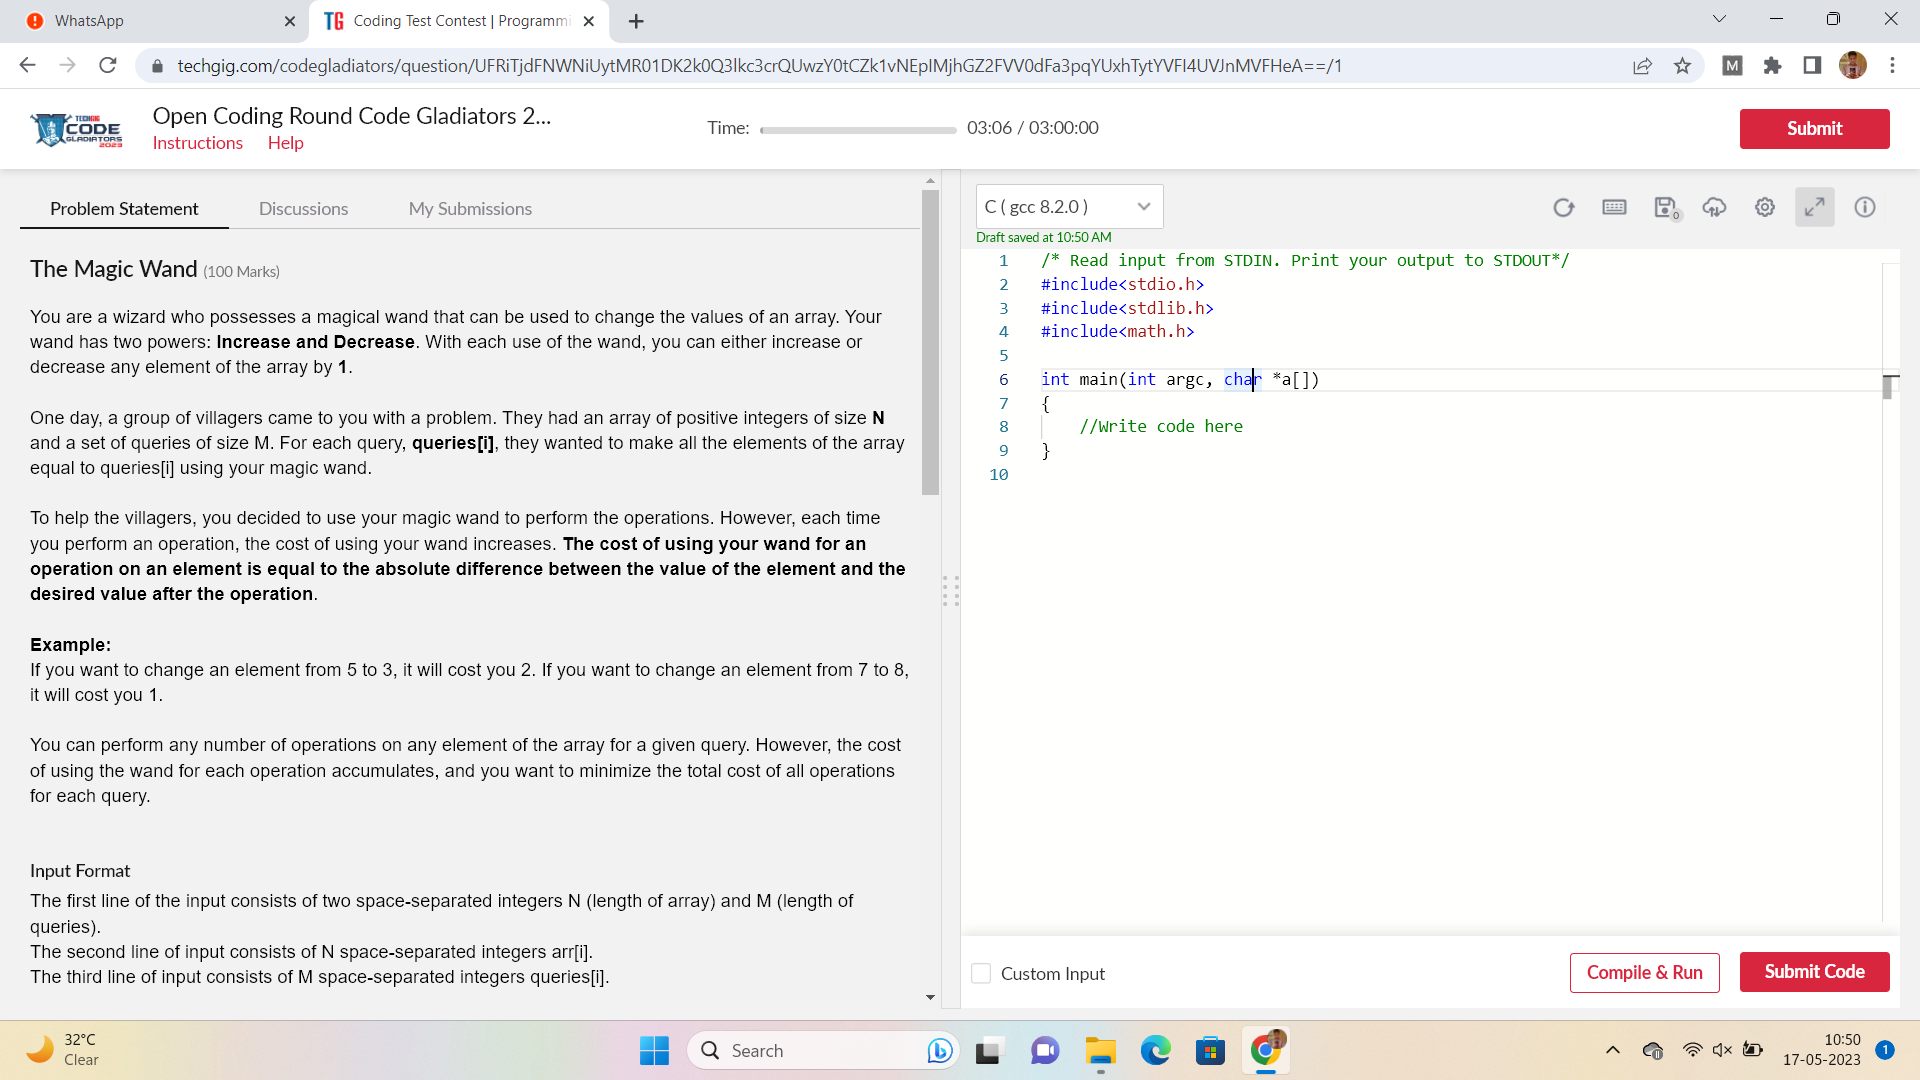 WhatsApp
TG Coding Test Contest | Programmi
techgig.com/codegladiators/question/UFRiTjdFNWNiUytMR01DK2k0Q3lkc3crQUwzY0tCZk1vNEplMjhGZ2FVV0dFa3pqYUxhTytYVFI4UVJnMVFHeA==/1
M
TECHGIG
CODE
GLADIATORS
2023
Open Coding Round Code Gladiators 2...
Instructions Help
Time: 03:06 / 03:00:00
Submit
Problem Statement Discussions My Submissions
The Magic Wand (100 Marks)
You are a wizard who possesses a magical wand that can be used to change the values of an array. Your
wand has two powers: Increase and Decrease. With each use of the wand, you can either increase or
decrease any element of the array by 1.
One day, a group of villagers came to you with a problem. They had an array of positive integers of size N
and a set of queries of size M. For each query, queries[i], they wanted to make all the elements of the array
equal to queries[i] using your magic wand.
To help the villagers, you decided to use your magic wand to perform the operations. However, each time
you perform an operation, the cost of using your wand increases. The cost of using your wand for an
operation on an element is equal to the absolute difference between the value of the element and the
desired value after the operation.
Example:
If you want to change an element from 5 to 3, it will cost you 2. If you want to change an element from 7 to 8,
it will cost you 1.
You can perform any number of operations on any element of the array for a given query. However, the cost
of using the wand for each operation accumulates, and you want to minimize the total cost of all operations
for each query.
Input Format
The first line of the input consists of two space-separated integers N (length of array) and M (length of
queries).
The second line of input consists of N space-separated integers arr[i].
The third line of input consists of M space-separated integers queries[i].
C ( gcc 8.2.0 )
0
Draft saved at 10:50 AM
1 /* Read input from STDIN. Print your output to STDOUT*/
2 #include<stdio.h>
3 #include<stdlib.h>
4 #include<math.h>
5
6 int main(int argc, char *a[])
7 {
8 //Write code here
9 }
10
Custom Input
Compile & Run
Submit Code
32°C
Clear
Search
10:50
17-05-2023
1